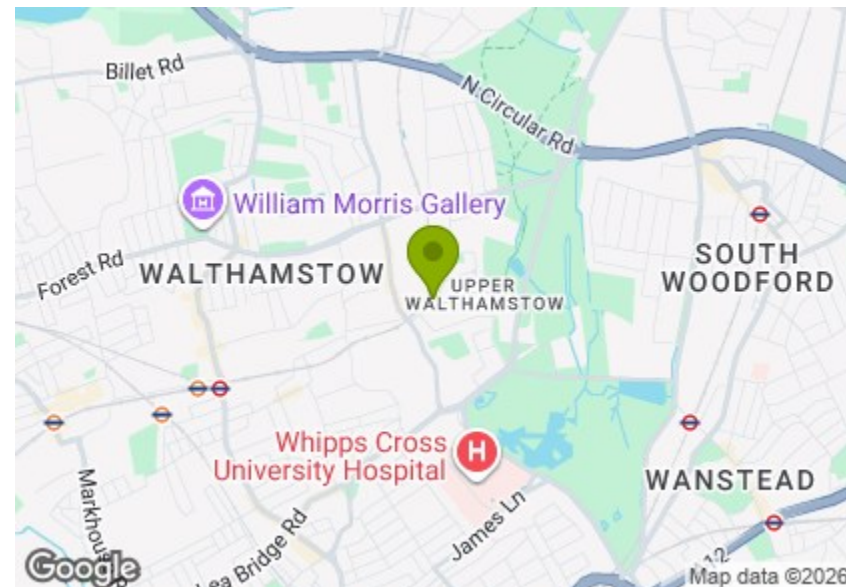 Billet Rd
N Circular Rd
William Morris Gallery
Forest Rd
WALTHAMSTOW
UPPER
WALTHAMSTOW
SOUTH
WOODFORD
Whipps Cross
University Hospital
H
WANSTEAD
Markhouse R
Lea Bridge Rd
James Ln
12
Google
Map data ©2026